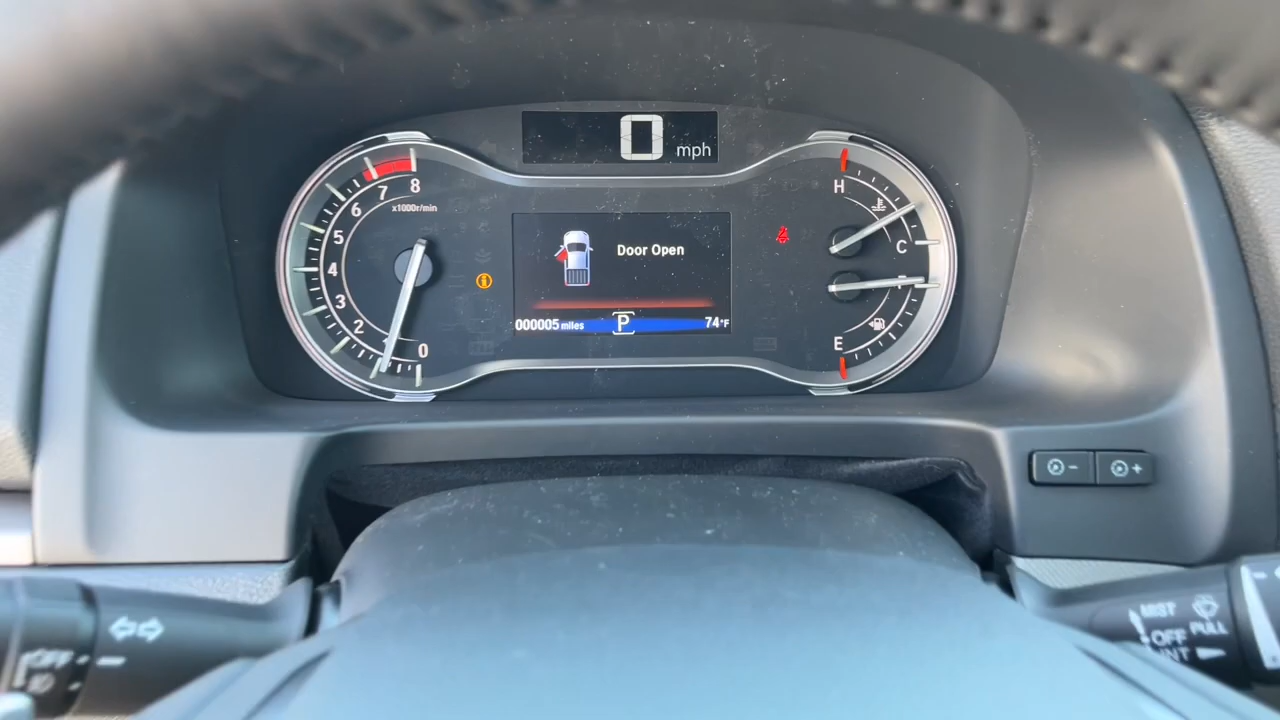 0 mph
8
7
6
x1000r/min
5
4
3
2
0
Door Open
000005 miles P 74°F
H
C
E
- +
OFF
MIST
OFF PULL
INT